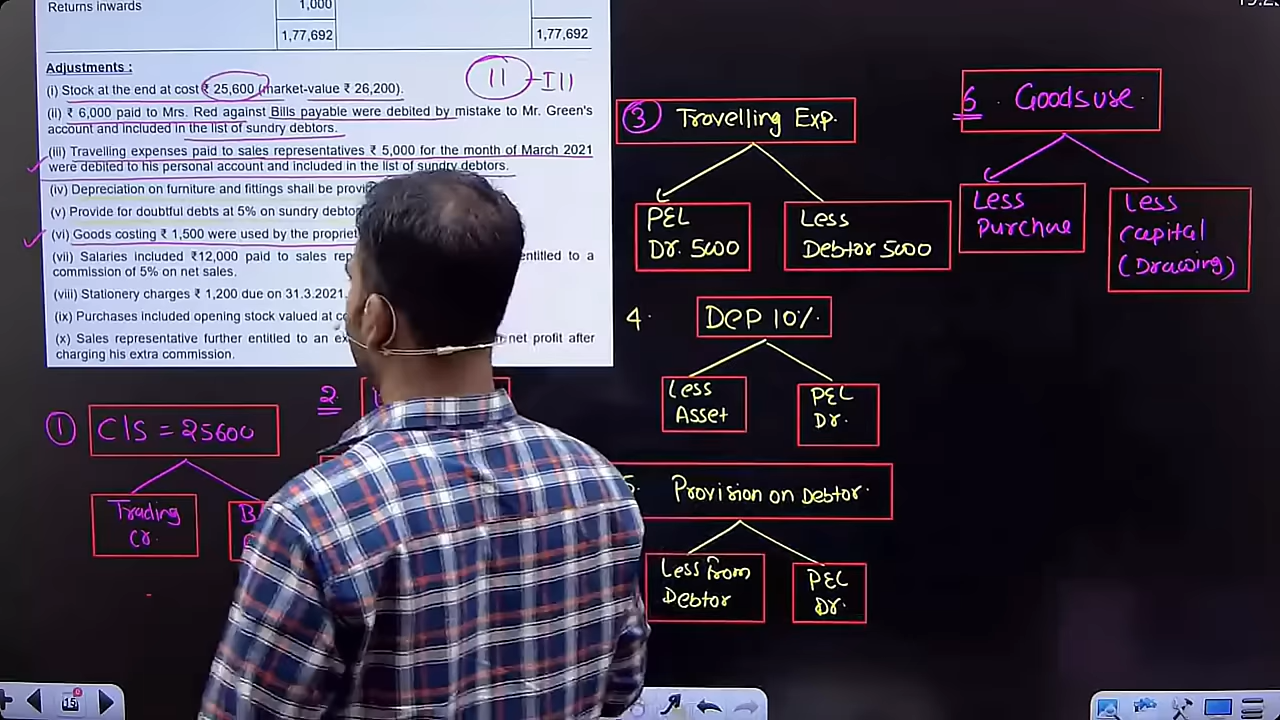 Returns inwards 1,000
1,77,692 1,77,692
Adjustments :
(i) Stock at the end at cost ₹ 25,600 (market-value ₹ 26,200).
(ii) ₹ 6,000 paid to Mrs. Red against Bills payable were debited by mistake to Mr. Green's
account and included in the list of sundry debtors.
(iii) Travelling expenses paid to sales representatives ₹ 5,000 for the month of March 2021
were debited to his personal account and included in the list of sundry debtors.
(iv) Depreciation on furniture and fittings shall be
(v) Provide for doubtful debts at 5% on sundry
(vi) Goods costing ₹ 1,500 were used by the
(vii) Salaries included ₹12,000 paid to sales entitled to a
commission of 5% on net sales.
(viii) Stationery charges ₹ 1,200 due on 31.3.2021.
(ix) Purchases included opening stock valued at
(x) Sales representative further entitled to an net profit after
charging his extra commission.
11 - III
1 C/S = 25600
Trading
Cr.
B
2.
3 Travelling Exp.
P&L
Dr. 5000
Less
Debtor 5000
4. Dep 10%
Less
Asset
P&L
Dr.
5. Provision on Debtor.
Less from
Debtor
P&L
Dr.
6. Goods use
Less
Purchase
Less
Capital
(Drawing)
15